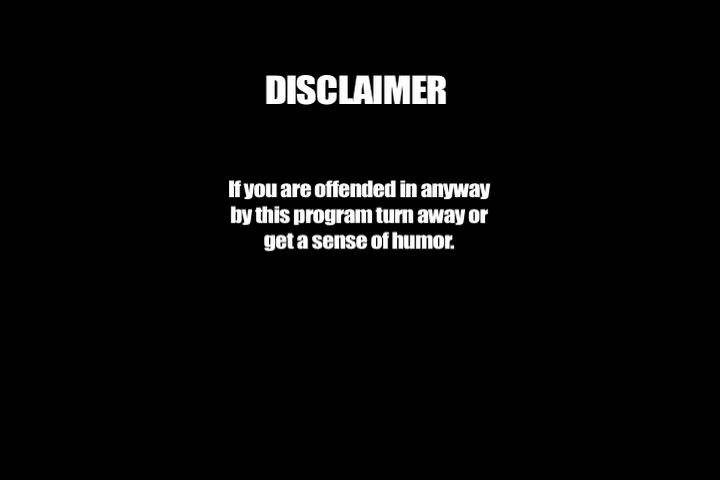 DISCLAIMER
If you are offended in anyway
by this program turn away or
get a sense of humor.